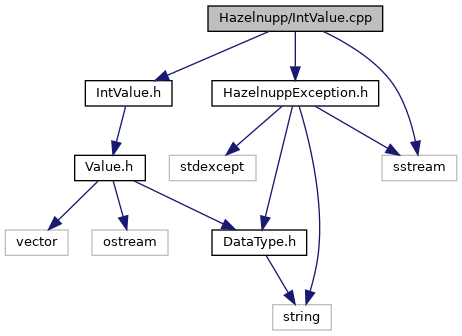 Hazelnupp/IntValue.cpp
IntValue.h
HazelnuppException.h
Value.h
stdexcept
sstream
vector
ostream
DataType.h
string